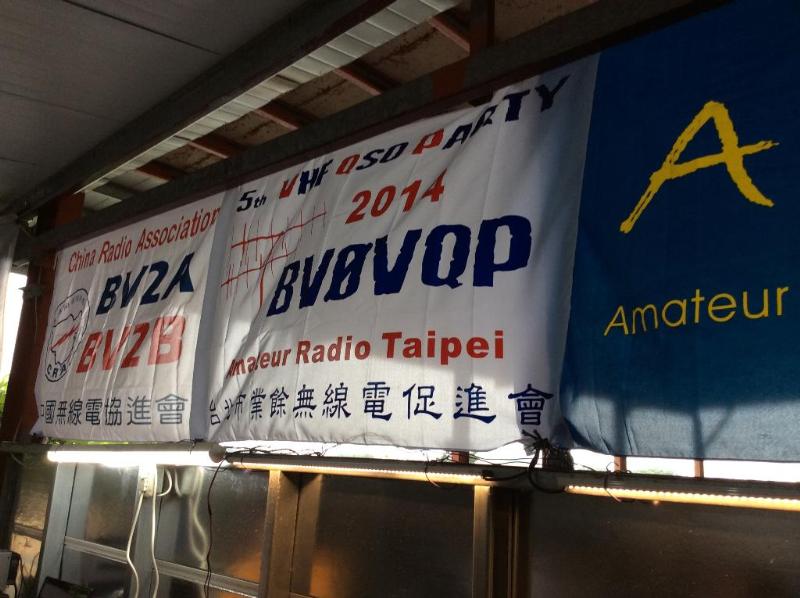 China Radio Association
BV2A
BV2B
C.R.A.
中國無線電協進會
5th VHF QSO PARTY
2014
BVØVQP
Amateur Radio Taipei
台北市業餘無線電促進會
A
Amateur